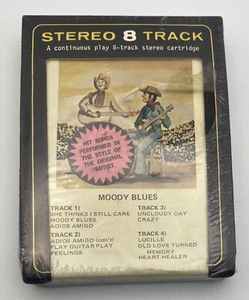 STEREO 8 TRACK
A continuous play 8-track stereo cartridge
HIT SONGS
PERFORMED IN
THE STYLE OF
THE ORIGINAL
ARTIST
MOODY BLUES
TRACK 1)
SHE THINKS I STILL CARE
MOODY BLUES
ADIOS AMIGO
TRACK 2)
ADIOS AMIGO (con't)
PLAY GUITAR PLAY
FEELINGS
TRACK 3)
UNCLOUDY DAY
CRAZY
TRACK 4)
LUCILLE
OLD LOVE TURNED
MEMORY
HEART HEALER